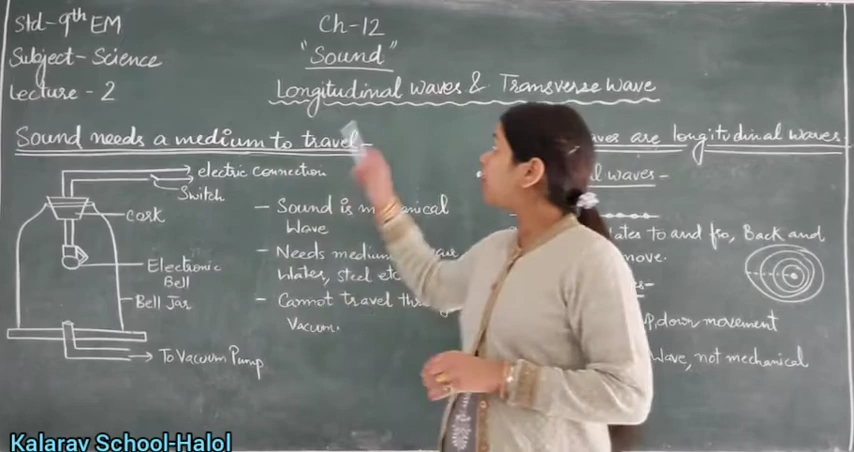 Std-9th EM
Subject-Science
Lecture - 2
Ch-12
"Sound"
Longitudinal waves & Transverse wave
Sound needs a medium to travel-
electric connection
Switch
Cork
Electronic
Bell
Bell Jar
To Vacuum Pump
- Sound is
Wave
- Needs medium
Water, steel etc
- Cannot travel
Vacuum.
are longitudinal waves.
waves-
to and fro, Back and
move.
down movement
Wave, not mechanical
Kalarav School-Halol